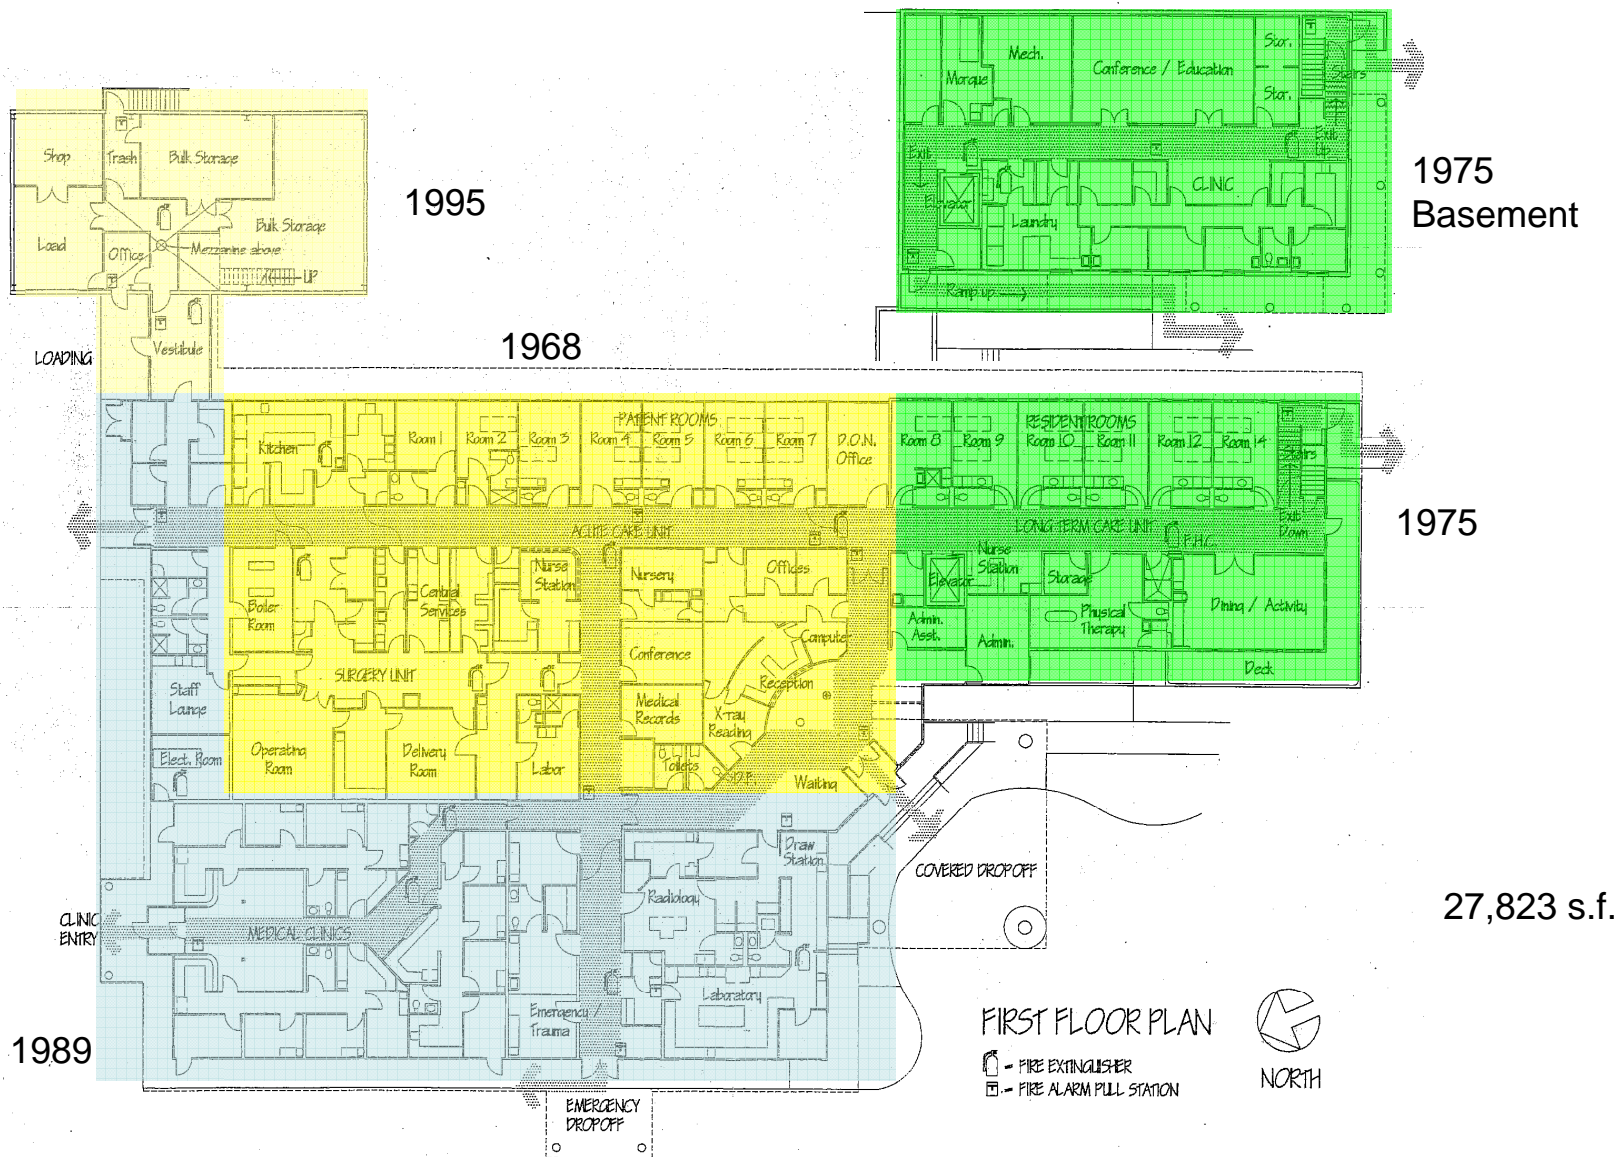 Mech.
Stor.
Conference / Education
Morgue
Stairs
Stor.
Exit
Up
Exit
CLINIC
Elevator
Laundry
Ramp up
1975
Basement
Shop
Trash
Bulk Storage
1995
Bulk Storage
Load
Office
Mezzanine above
UP
LOADING
Vestibule
1968
PATIENT ROOMS
RESIDENT ROOMS
Kitchen
Room 1
Room 2
Room 3
Room 4
Room 5
Room 6
Room 7
D.O.N.
Office
Room 8
Room 9
Room 10
Room 11
Room 12
Room 14
Stairs
ACUTE CARE UNIT
LONG TERM CARE UNIT
Exit
Down
1975
F.H.C.
Boiler
Room
Central
Services
Nurse
Station
Nursery
Offices
Elevator
Nurse
Station
Storage
Physical
Therapy
Dining / Activity
Admin.
Asst.
Admin.
Deck
Conference
Computer
Reception
SURGERY UNIT
Staff
Lounge
Medical
Records
X-ray
Reading
Elect. Room
Operating
Room
Delivery
Room
Labor
Toilets
Waiting
Draw
Station
COVERED DROPOFF
Radiology
CLINIC
ENTRY
MEDICAL CLINICS
27,823 s.f.
Laboratory
Emergency /
Trauma
1989
FIRST FLOOR PLAN
- FIRE EXTINGUISHER
- FIRE ALARM PULL STATION
NORTH
EMERGENCY
DROPOFF